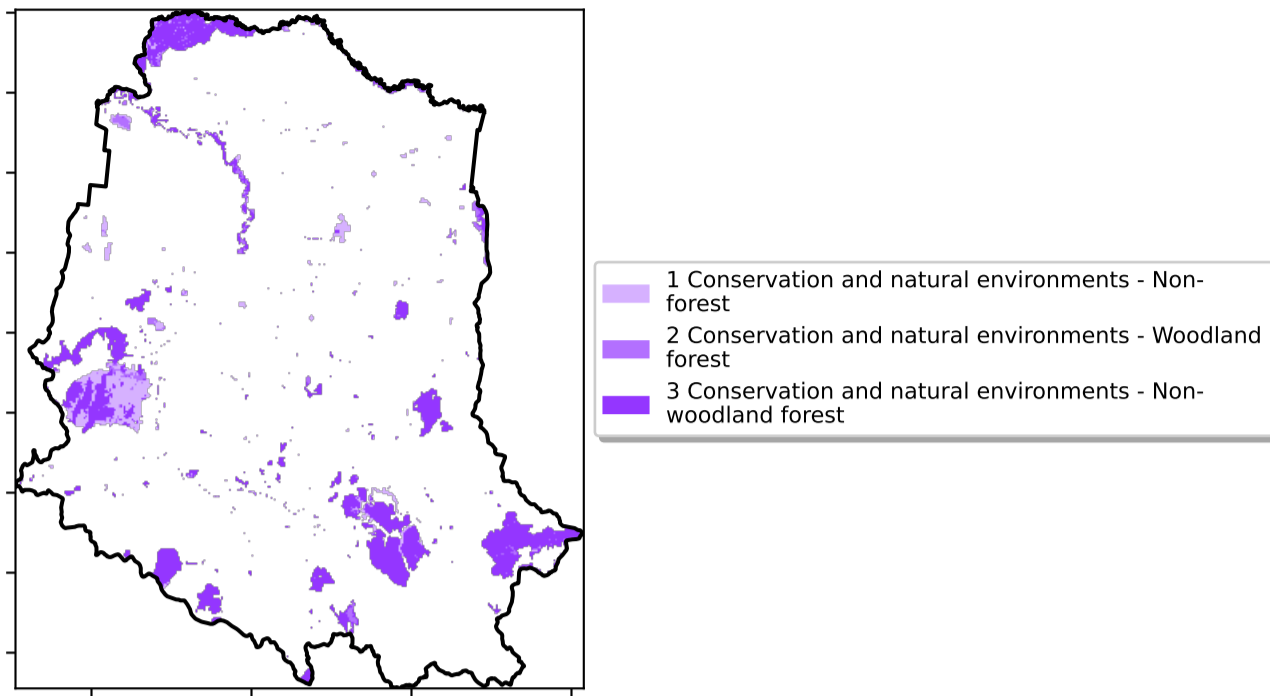 1 Conservation and natural environments - Non-
forest
2 Conservation and natural environments - Woodland
forest
3 Conservation and natural environments - Non-
woodland forest